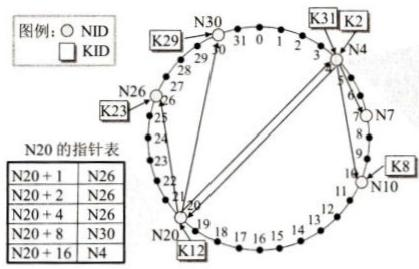 图例： NID
KID
N30
K29
K31
K2
N4
31
0
1
2
3
4
5
6
7
N7
8
9
10
K8
N10
11
12
13
14
15
16
17
18
19
20
N20
K12
21
22
23
24
25
26
N26
K23
27
28
29
30
N20 的指针表
N20 + 1 N26
N20 + 2 N26
N20 + 4 N26
N20 + 8 N30
N20 + 16 N4